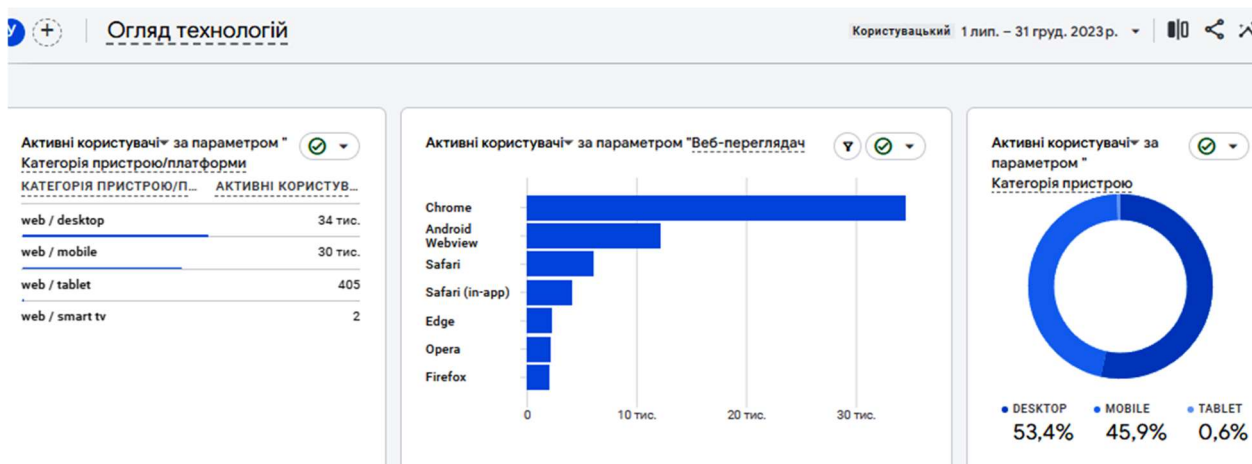 У
Огляд технологій
Користувацький 1 лип. – 31 груд. 2023 р.
Активні користувачі за параметром "
Категорія пристрою/платформи
КАТЕГОРІЯ ПРИСТРОЮ/П... АКТИВНІ КОРИСТУВ...
web / desktop 34 тис.
web / mobile 30 тис.
web / tablet 405
web / smart tv 2
Активні користувачі за параметром "Веб-переглядач
Chrome
Android
Webview
Safari
Safari (in-app)
Edge
Opera
Firefox
0 10 тис. 20 тис. 30 тис.
Активні користувачі за
параметром "
Категорія пристрою
DESKTOP MOBILE TABLET
53,4% 45,9% 0,6%